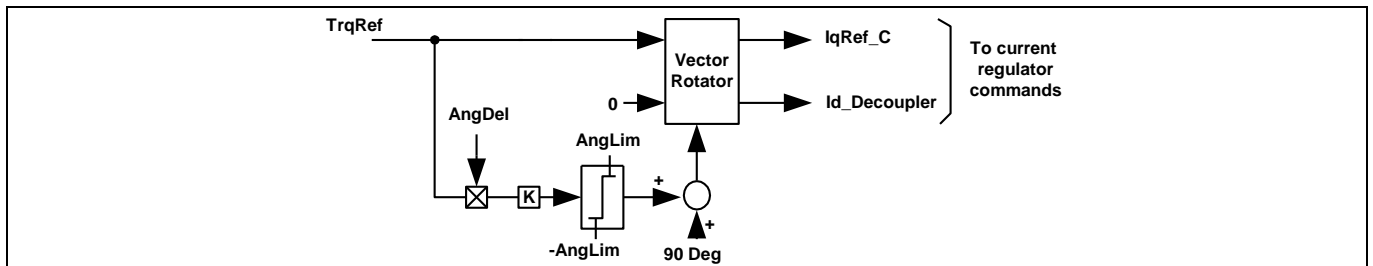 TrqRef
IqRef_C
To current
regulator
commands
Vector
Rotator
0
Id_Decoupler
AngDel
AngLim
K
+
+
-AngLim
90 Deg